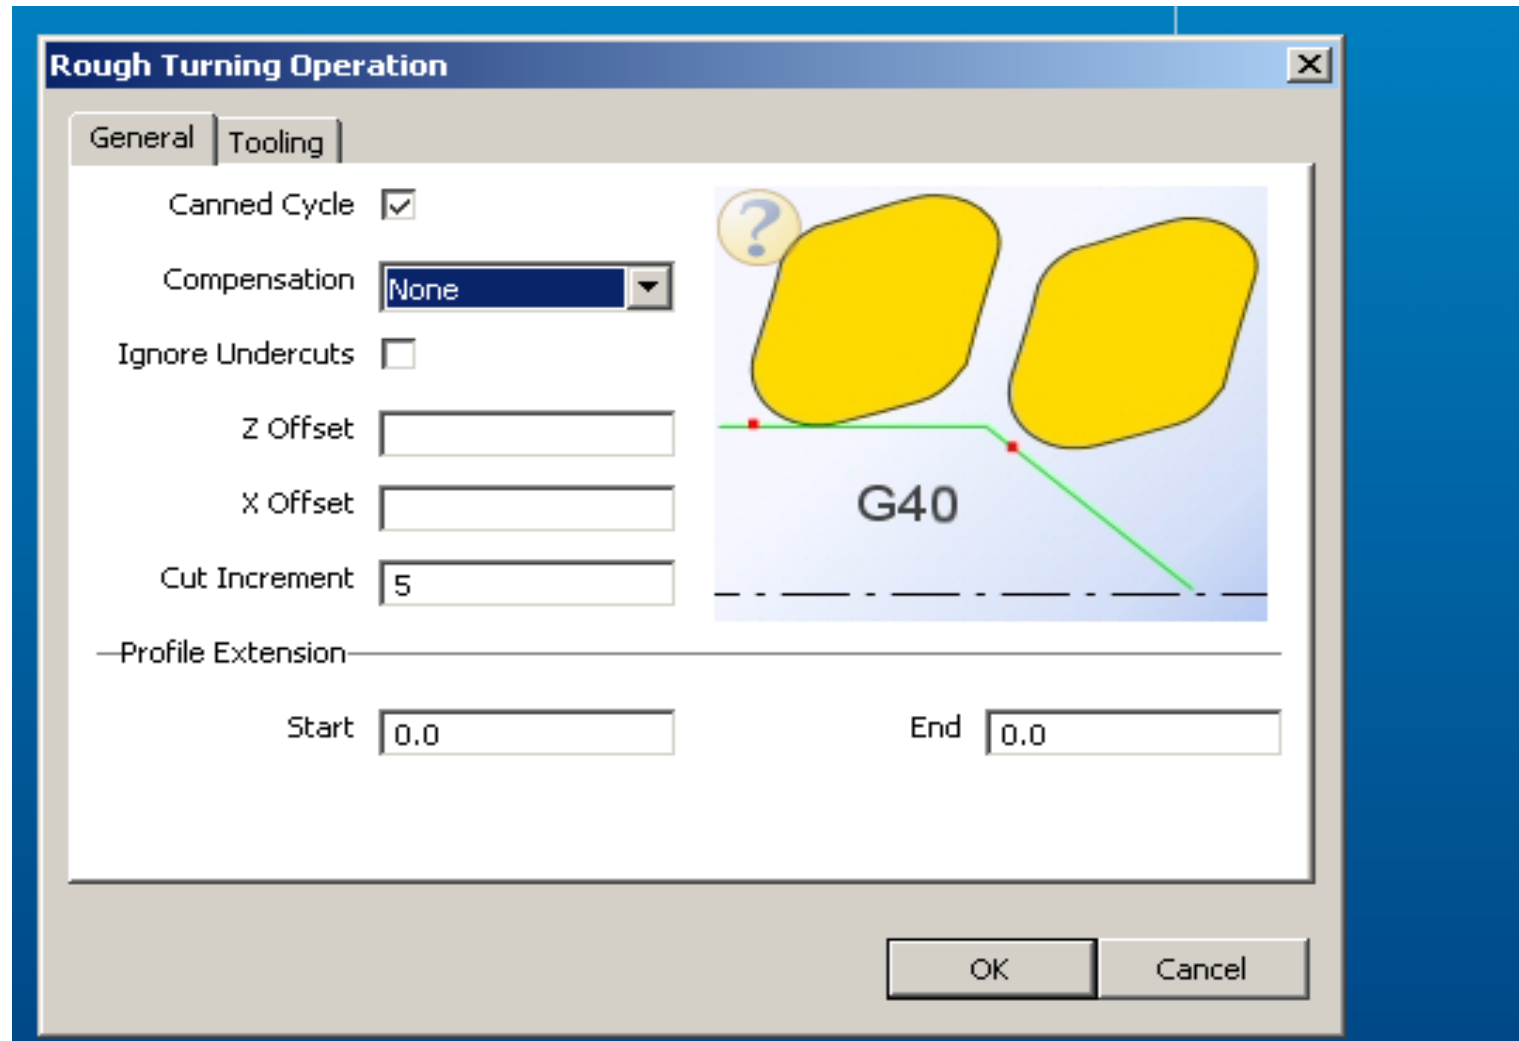 Rough Turning Operation
General Tooling
Canned Cycle
Compensation None
Ignore Undercuts
Z Offset
X Offset
Cut Increment 5
Profile Extension
Start 0.0 End 0.0
?
G40
OK Cancel